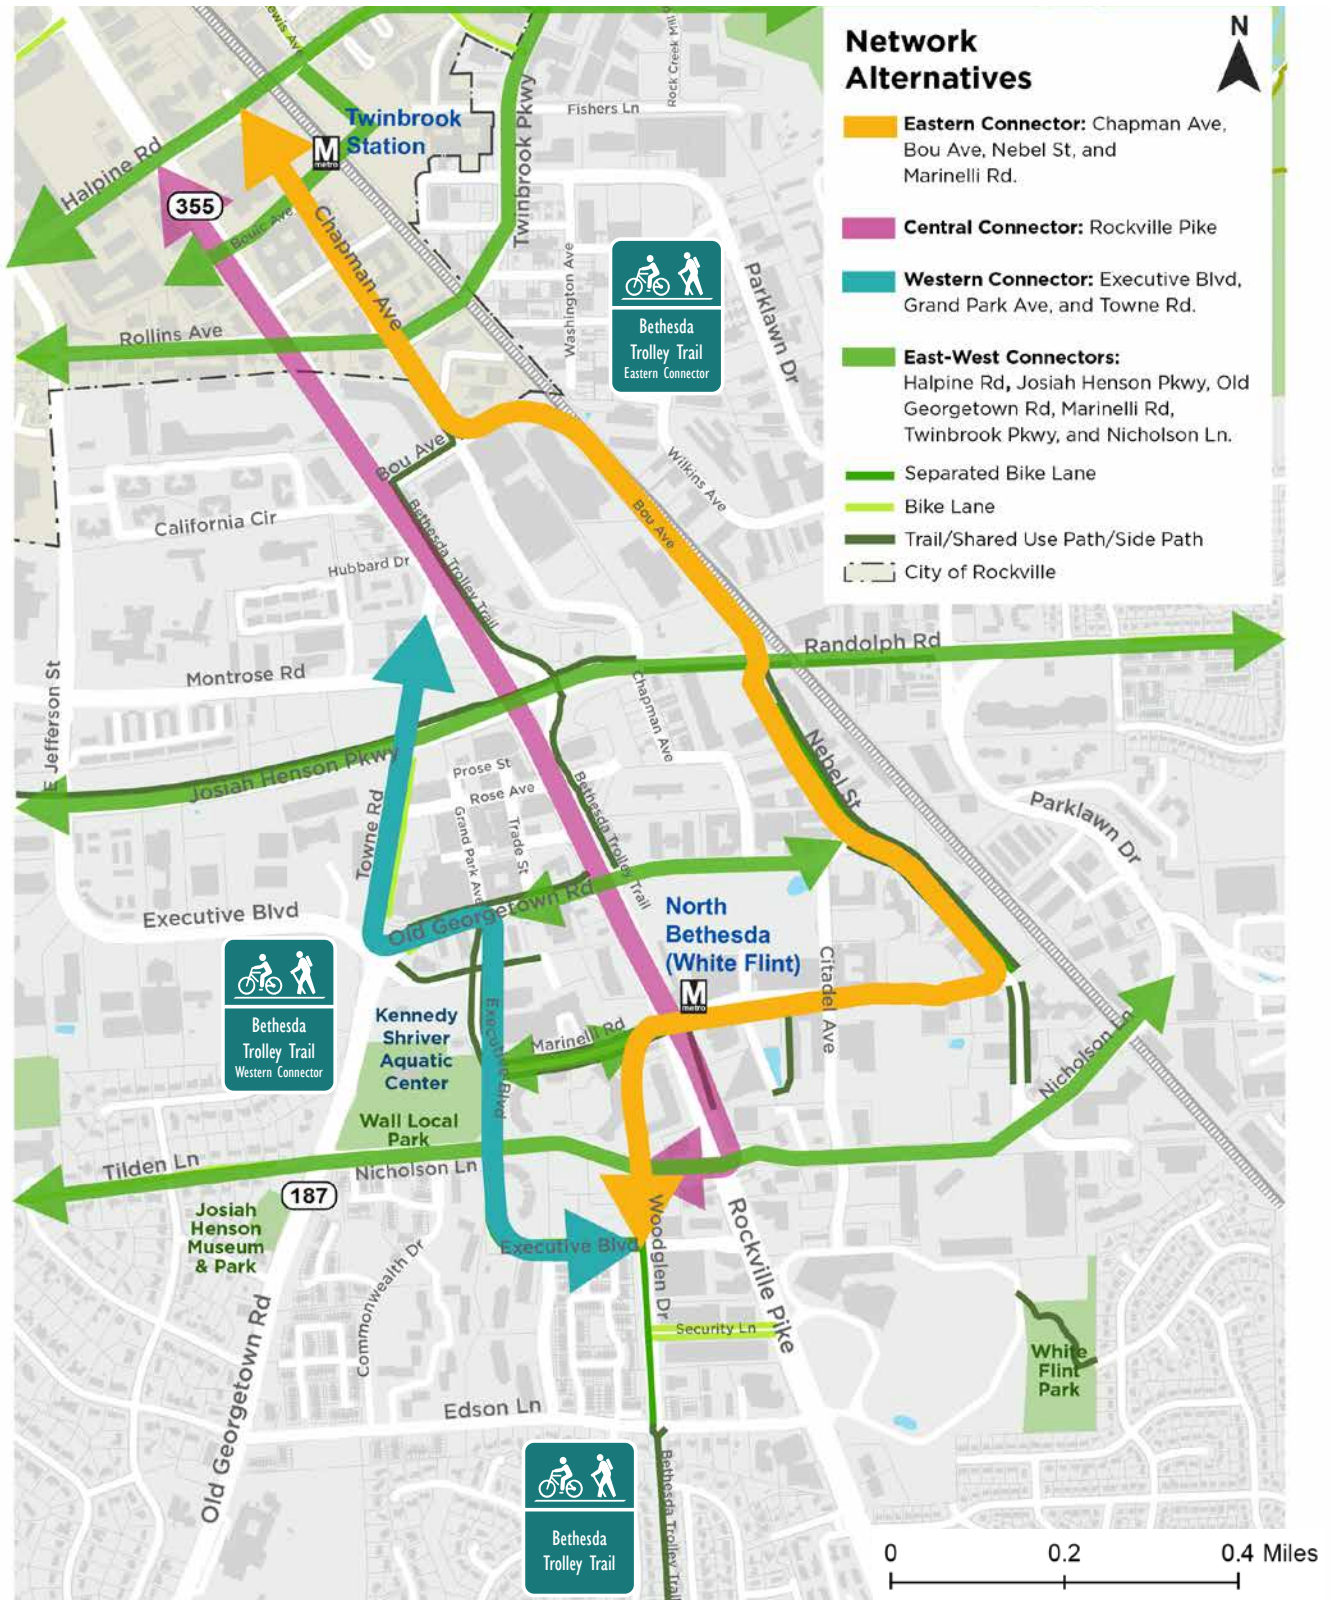 Network
Alternatives
N
Eastern Connector: Chapman Ave,
Bou Ave, Nebel St, and
Marinelli Rd.
Central Connector: Rockville Pike
Western Connector: Executive Blvd,
Grand Park Ave, and Towne Rd.
East-West Connectors:
Halpine Rd, Josiah Henson Pkwy, Old
Georgetown Rd, Marinelli Rd,
Twinbrook Pkwy, and Nicholson Ln.
Separated Bike Lane
Bike Lane
Trail/Shared Use Path/Side Path
City of Rockville
Twinbrook
Station
M
metro
Halpine Rd
355
Beuic Ave
Chapman Ave
Twinbrook Pkwy
Fishers Ln
Rock Creek Mill
Washington Ave
Parklawn Dr
Rollins Ave
Bethesda
Trolley Trail
Eastern Connector
Bou Ave
California Cir
Hubbard Dr
Bethesda Trolley Trail
Wilkins Ave
Bou Ave
Randolph Rd
Montrose Rd
E Jefferson St
Josiah Henson Pkwy
Chapman Ave
Nebel St
Parklawn Dr
Prose St
Rose Ave
Trade St
Grand Park Ave
Towne Rd
Bethesda Trolley Trail
Executive Blvd
Old Georgetown Rd
North
Bethesda
(White Flint)
M
metro
Citadel Ave
Bethesda
Trolley Trail
Western Connector
Kennedy
Shriver
Aquatic
Center
Executive Blvd
Marinelli Rd
Nicholson Ln
Wall Local
Park
Tilden Ln
Nicholson Ln
187
Josiah
Henson
Museum
& Park
Executive Blvd
Woodglen Dr
Rockville Pike
Commonwealth Dr
Security Ln
White
Flint
Park
Old Georgetown Rd
Edson Ln
Bethesda
Trolley Trail
Bethesda Trolley Trail
0 0.2 0.4 Miles